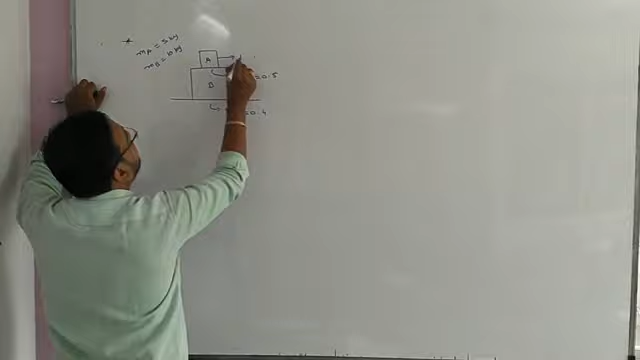 mA = 5 kg
mB = 10 kg
A
B
= 0.5
= 0.4